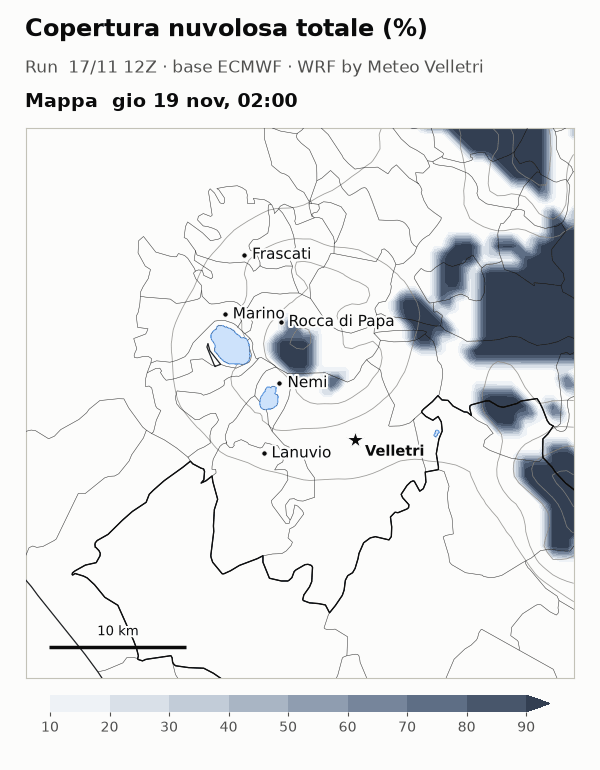 Copertura nuvolosa totale (%)
Run  17/11 12Z · base ECMWF · WRF by Meteo Velletri
Mappa  gio 19 nov, 02:00
Frascati
Marino
Rocca di Papa
Nemi
Velletri
Lanuvio
10 km
10 20 30 40 50 60 70 80 90